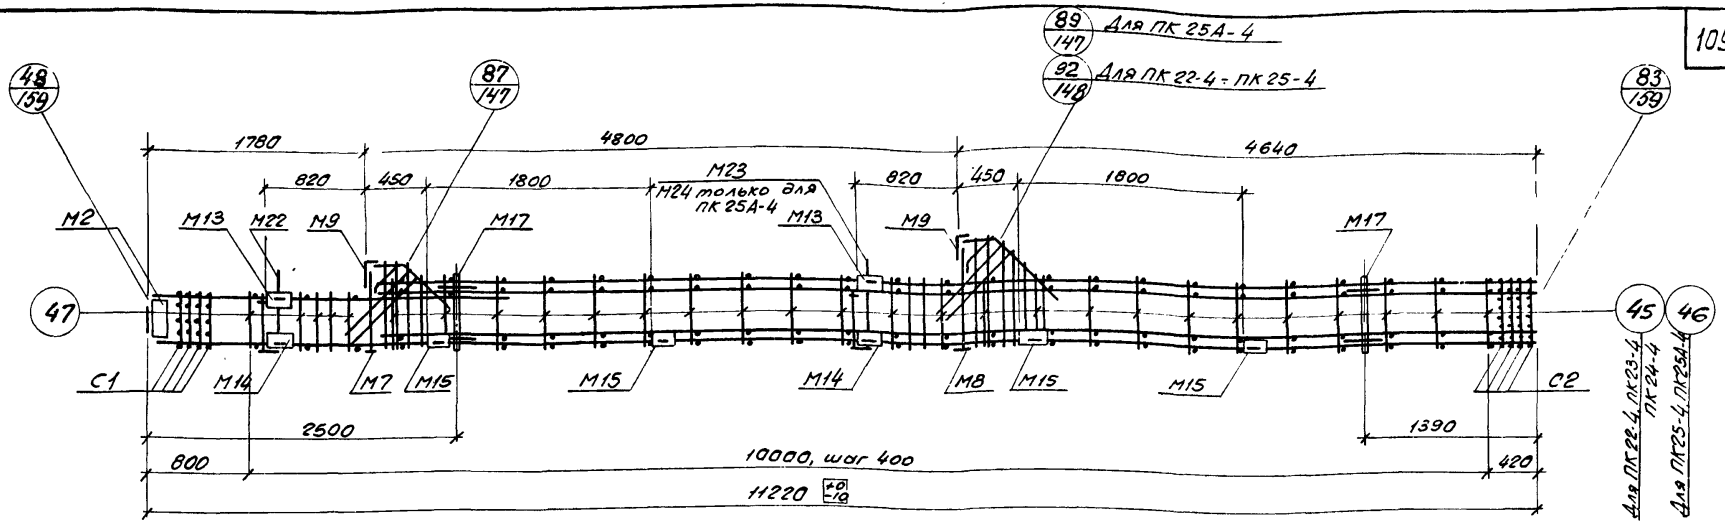 89
147
Для ПК 25А-4
92
148
Для ПК 22-4 ÷ ПК 25-4
109
48
159
87
147
83
159
1780
4800
4640
820
450
1800
М23
М24 только для
ПК 25А-4
820
450
1800
М2
М13
М22
М9
М17
М13
М9
М17
47
45
46
С1
М14
М7
М15
М15
М14
М8
М15
М15
С2
2500
1390
800
10000, шаг 400
420
11220
+0
-10
Для ПК 22-4, ПК 23-4,
ПК 24-4
Для ПК 25-4, ПК 25А-4